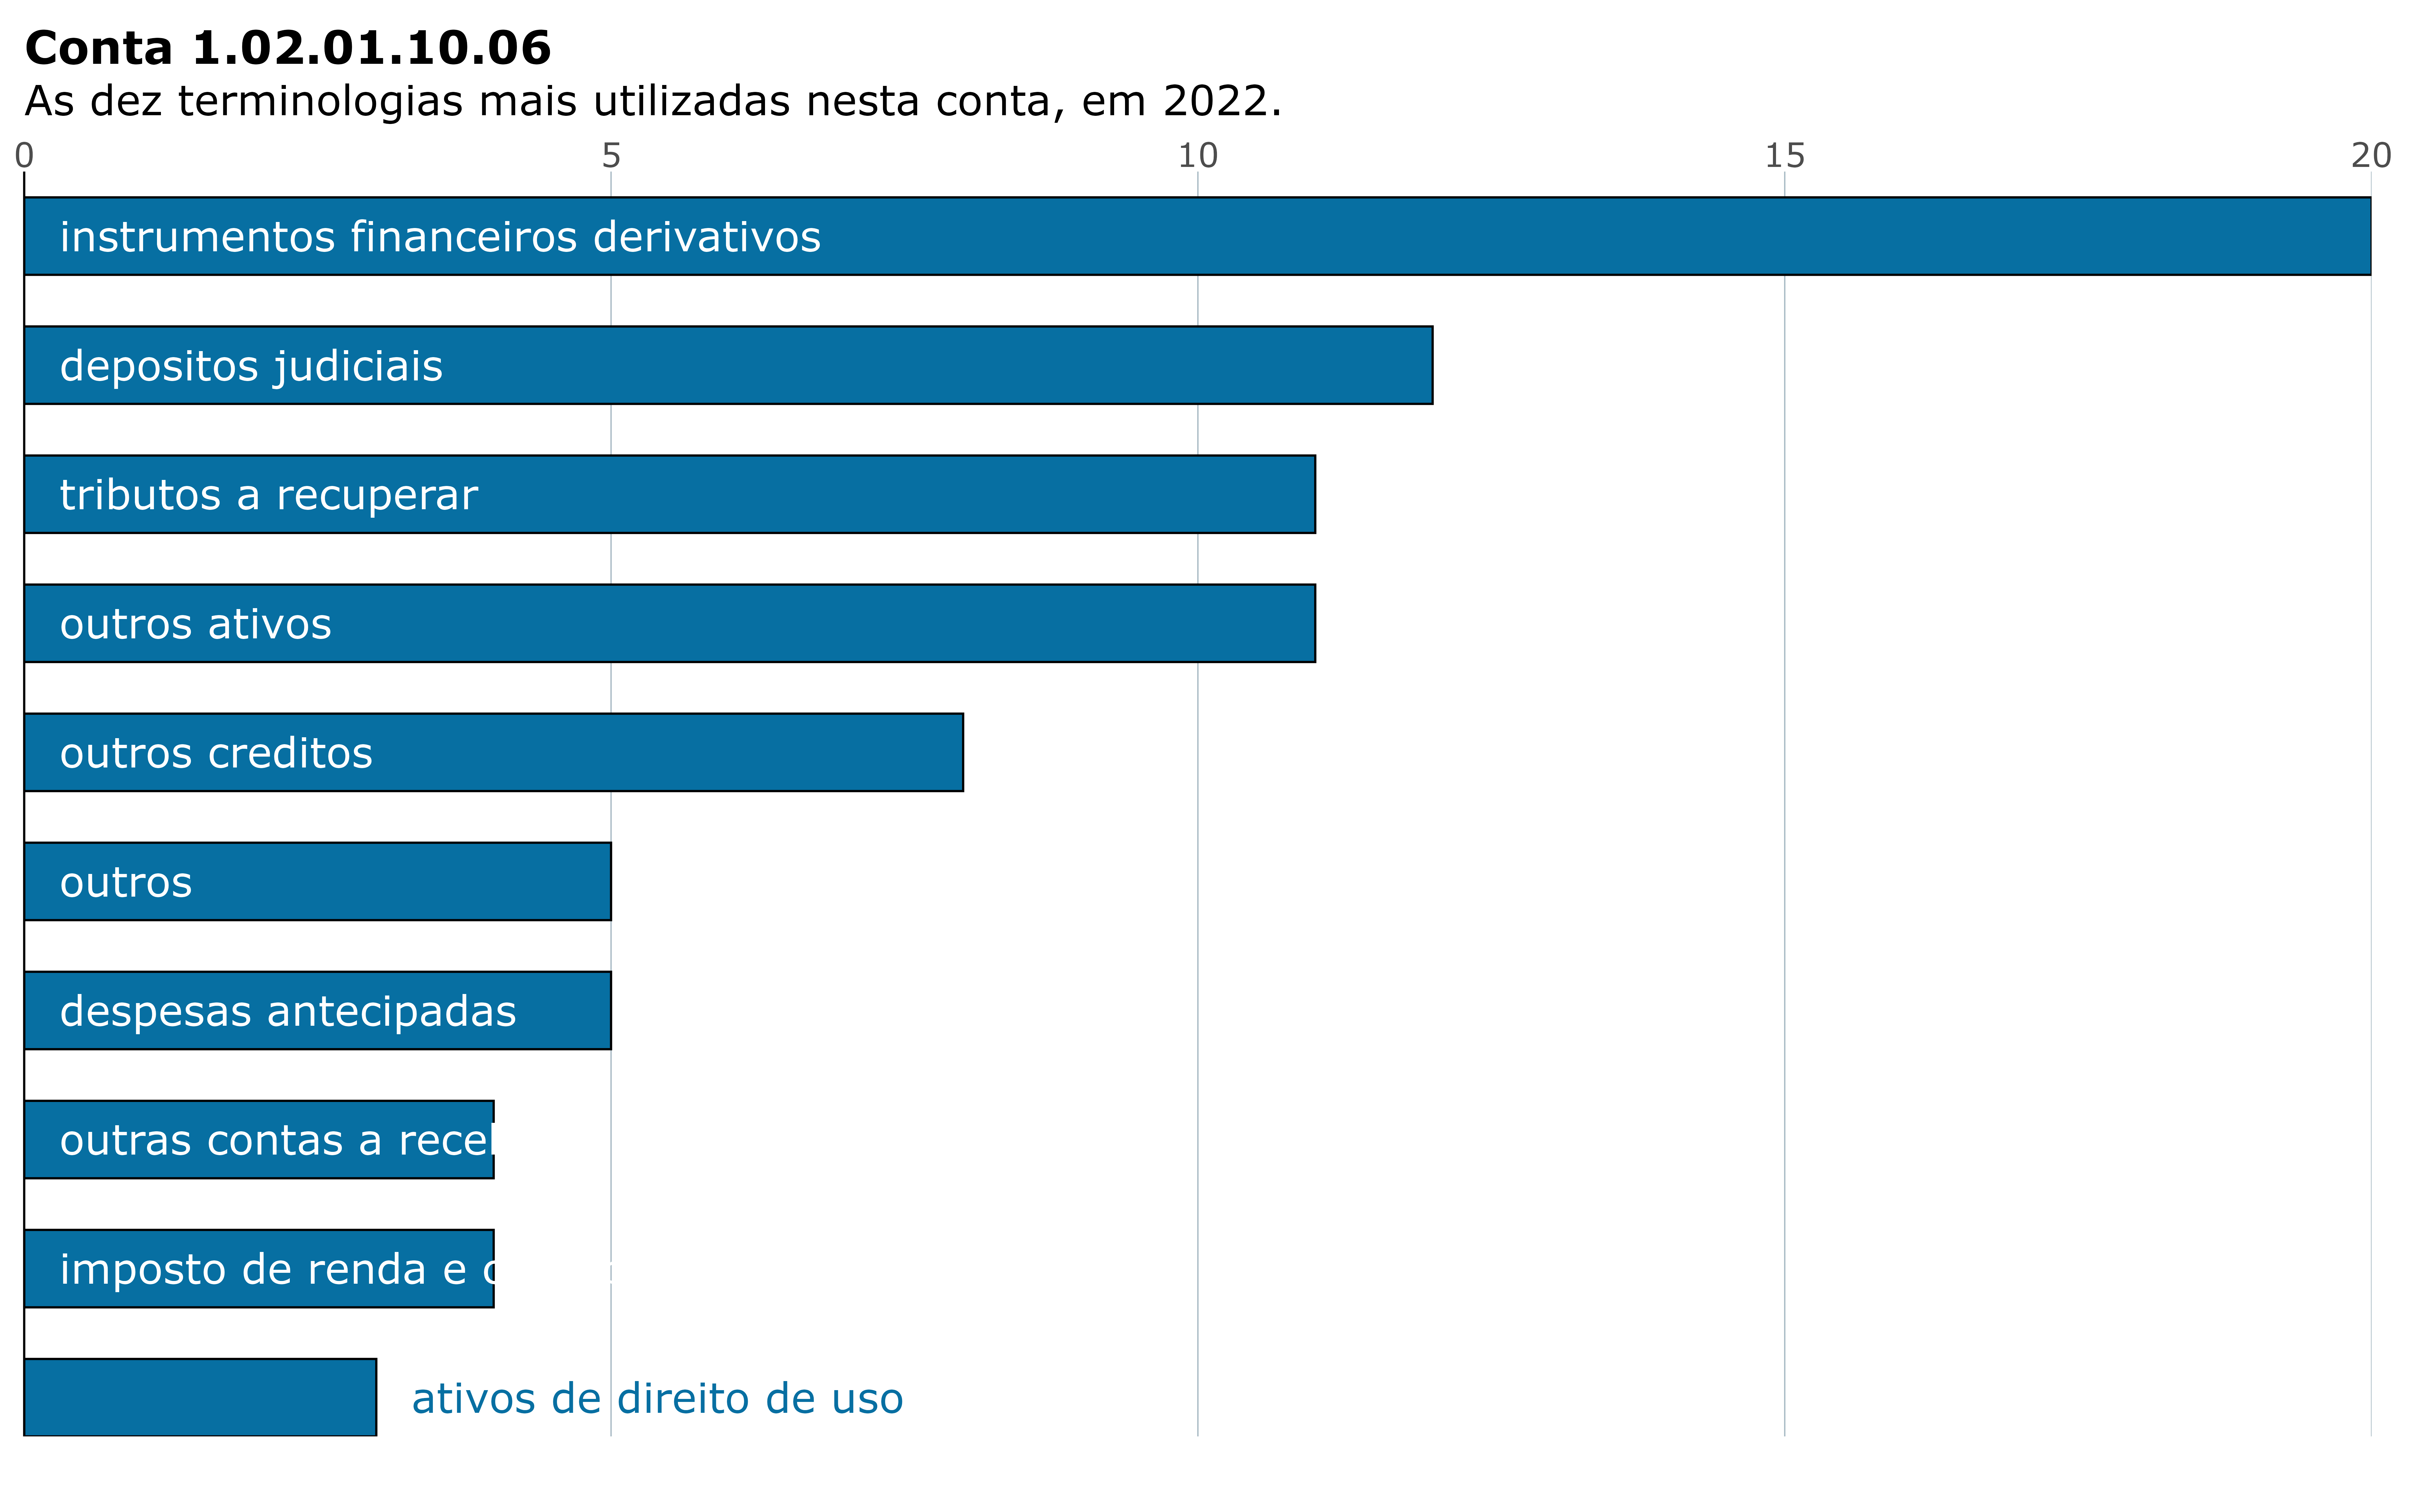 Conta 1.02.01.10.06
As dez terminologias mais utilizadas nesta conta, em 2022.
0 5 10 15 20
instrumentos financeiros derivativos
depositos judiciais
tributos a recuperar
outros ativos
outros creditos
outros
despesas antecipadas
outras contas a
imposto de renda e
ativos de direito de uso